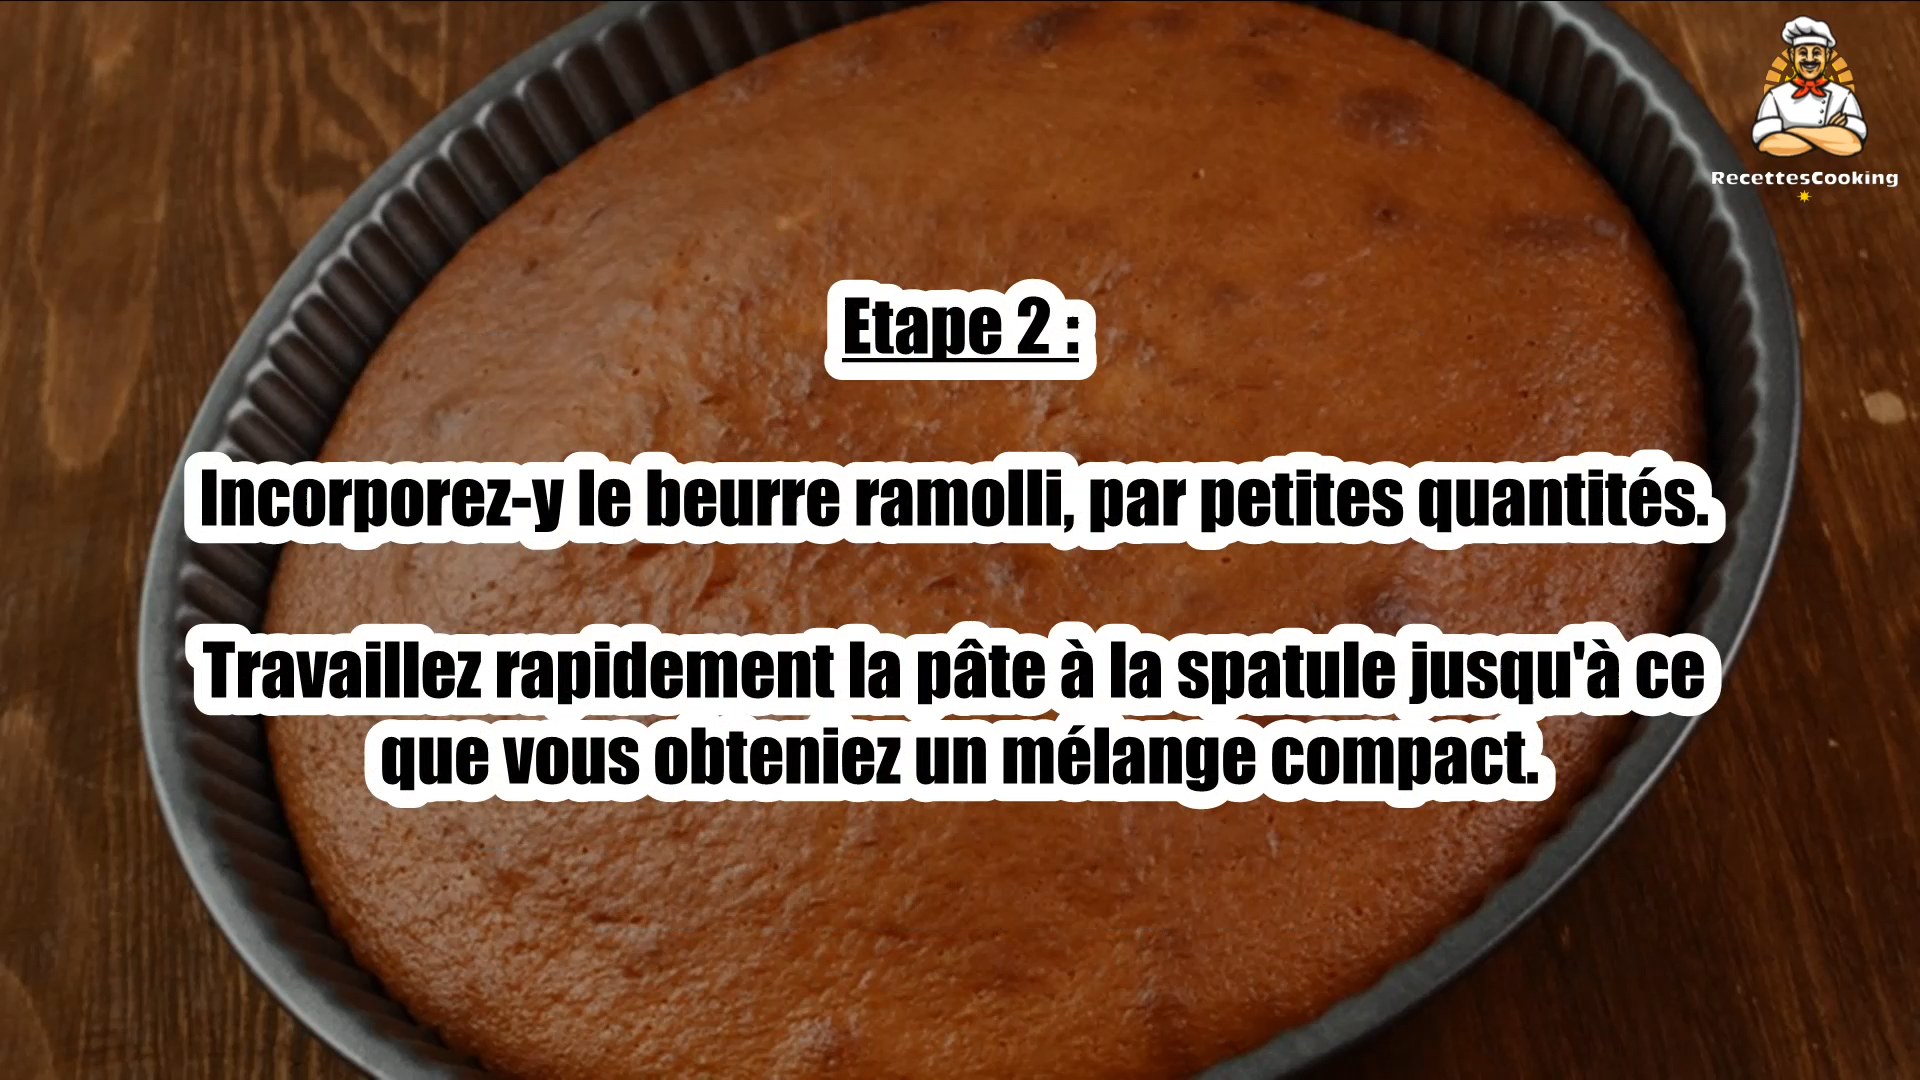 RecettesCooking
Etape 2 :
Incorporez-y le beurre ramolli, par petites quantités.
Travaillez rapidement la pâte à la spatule jusqu'à ce
que vous obteniez un mélange compact.